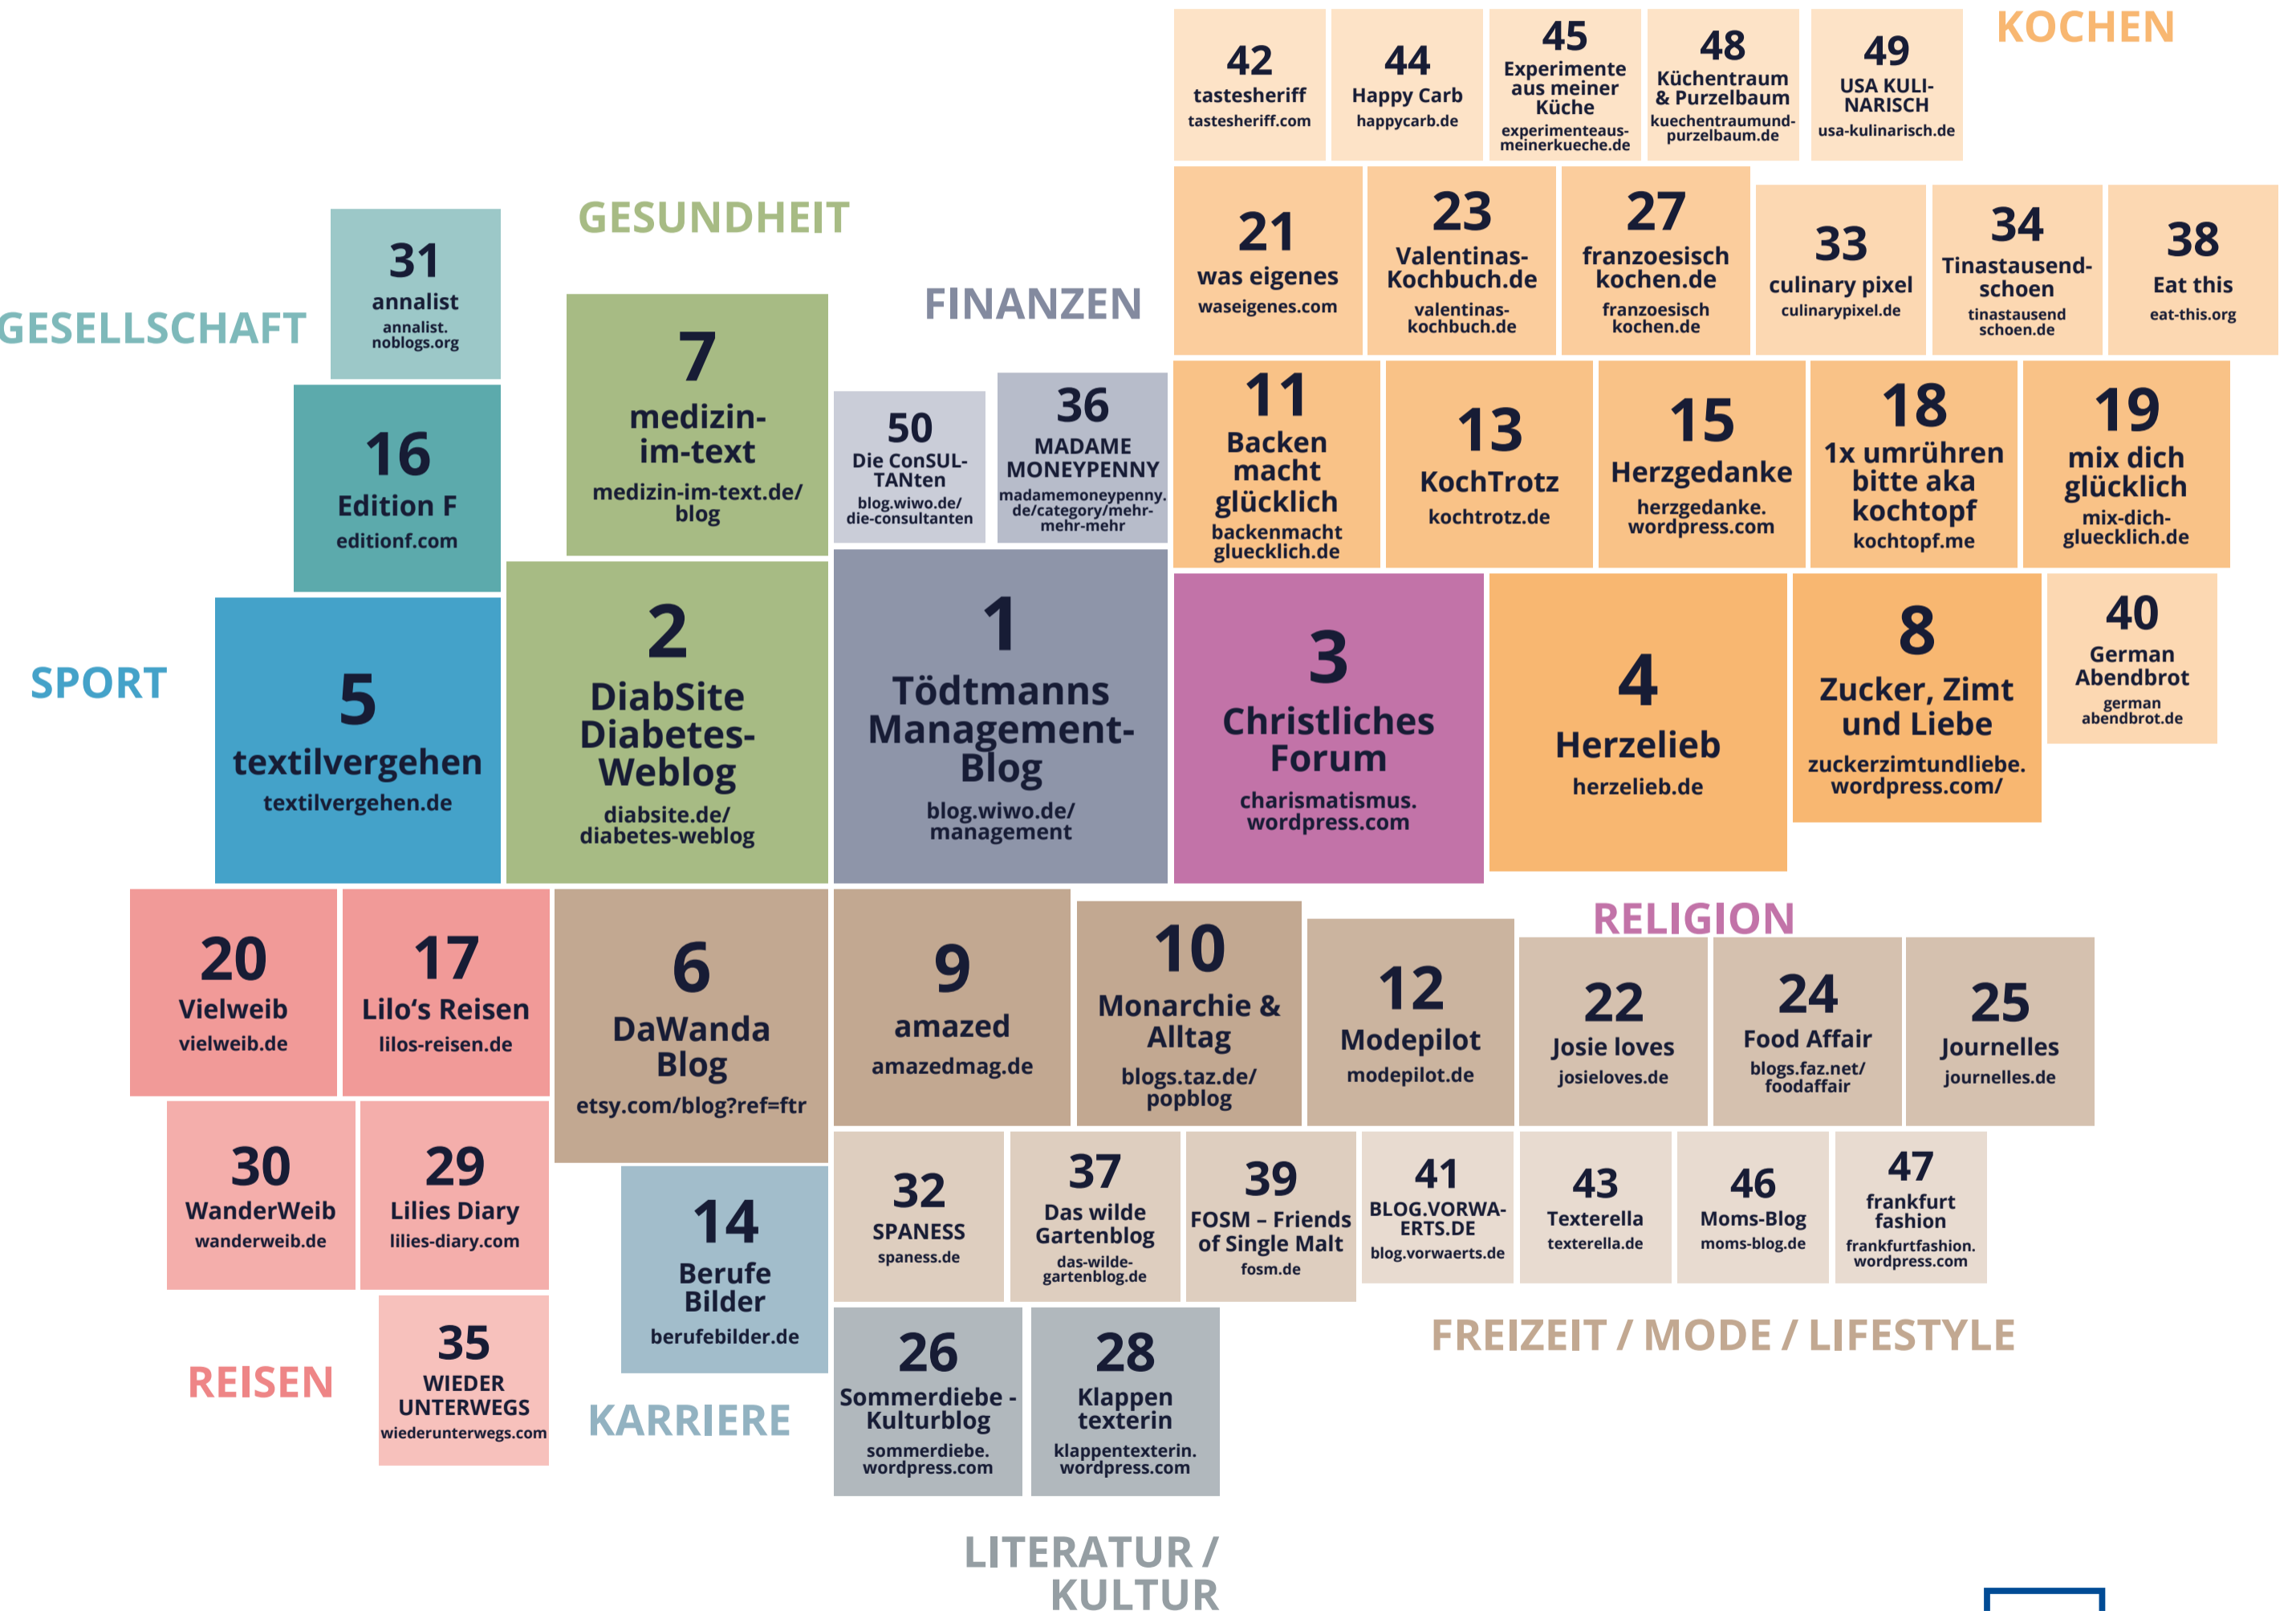 KOCHEN
42
tastesheriff
tastesheriff.com
44
Happy Carb
happycarb.de
45
Experimente
aus meiner
Küche
experimenteaus-
meinerkueche.de
48
Küchentraum
& Purzelbaum
kuechentraumund-
purzelbaum.de
49
USA KULI-
NARISCH
usa-kulinarisch.de
21
was eigenes
waseigenes.com
23
Valentinas-
Kochbuch.de
valentinas-
kochbuch.de
27
franzoesisch
kochen.de
franzoesisch
kochen.de
33
culinary pixel
culinarypixel.de
34
Tinastausend-
schoen
tinastausend
schoen.de
38
Eat this
eat-this.org
11
Backen
macht
glücklich
backenmacht
gluecklich.de
13
KochTrotz
kochtrotz.de
15
Herzgedanke
herzgedanke.
wordpress.com
18
1x umrühren
bitte aka
kochtopf
kochtopf.me
19
mix dich
glücklich
mix-dich-
gluecklich.de
4
Herzelieb
herzelieb.de
8
Zucker, Zimt
und Liebe
zuckerzimtundliebe.
wordpress.com/
40
German
Abendbrot
german
abendbrot.de
GESELLSCHAFT
31
annalist
annalist.
noblogs.org
16
Edition F
editionf.com
GESUNDHEIT
7
medizin-
im-text
medizin-im-text.de/
blog
2
DiabSite
Diabetes-
Weblog
diabsite.de/
diabetes-weblog
FINANZEN
50
Die ConSUL-
TANten
blog.wiwo.de/
die-consultanten
36
MADAME
MONEYPENNY
madamemoneypenny.
de/category/mehr-
mehr-mehr
1
Tödtmanns
Management-
Blog
blog.wiwo.de/
management
3
Christliches
Forum
charismatismus.
wordpress.com
RELIGION
SPORT
5
textilvergehen
textilvergehen.de
20
Vielweib
vielweib.de
17
Lilo‘s Reisen
lilos-reisen.de
30
WanderWeib
wanderweib.de
29
Lilies Diary
lilies-diary.com
35
WIEDER
UNTERWEGS
wiederunterwegs.com
REISEN
6
DaWanda
Blog
etsy.com/blog?ref=ftr
9
amazed
amazedmag.de
10
Monarchie &
Alltag
blogs.taz.de/
popblog
12
Modepilot
modepilot.de
22
Josie loves
josieloves.de
24
Food Affair
blogs.faz.net/
foodaffair
25
Journelles
journelles.de
32
SPANESS
spaness.de
37
Das wilde
Gartenblog
das-wilde-
gartenblog.de
39
FOSM – Friends
of Single Malt
fosm.de
41
BLOG.VORWA-
ERTS.DE
blog.vorwaerts.de
43
Texterella
texterella.de
46
Moms-Blog
moms-blog.de
47
frankfurt
fashion
frankfurtfashion.
wordpress.com
FREIZEIT / MODE / LIFESTYLE
14
Berufe
Bilder
berufebilder.de
KARRIERE
26
Sommerdiebe -
Kulturblog
sommerdiebe.
wordpress.com
28
Klappen
texterin
klappentexterin.
wordpress.com
LITERATUR /
KULTUR